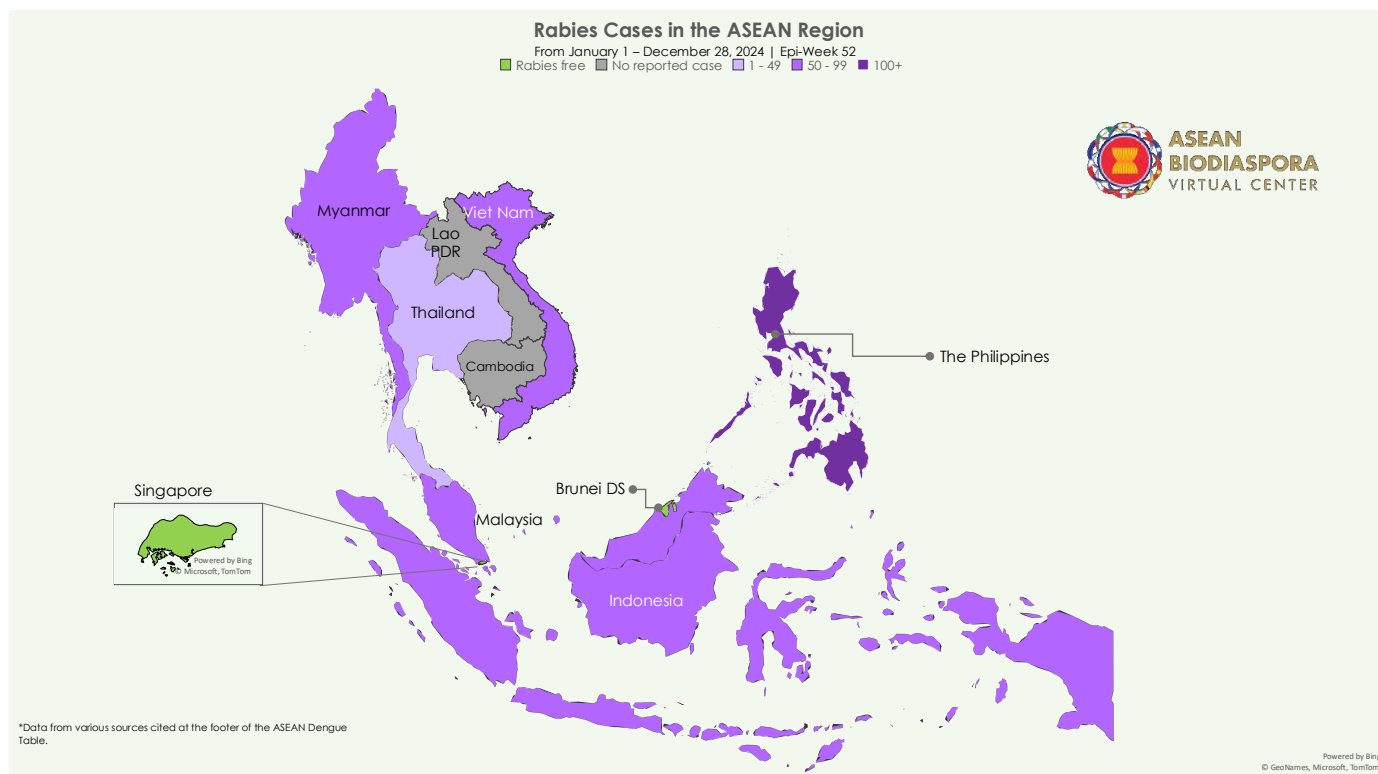 Rabies Cases in the ASEAN Region
From January 1 – December 28, 2024 | Epi-Week 52
Rabies free No reported case 1 - 49 50 - 99 100+
ASEAN
BIODIASPORA
VIRTUAL CENTER
Myanmar
Viet Nam
Lao
PDR
Thailand
Cambodia
The Philippines
Singapore
Powered by Bing
© Microsoft, TomTom
Brunei DS
Malaysia
Indonesia
*Data from various sources cited at the footer of the ASEAN Dengue
Table.
Powered by Bing
© GeoNames, Microsoft, TomTom